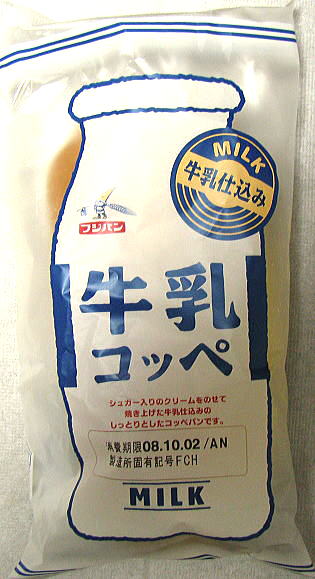 MILK
牛乳仕込み
フジパン
牛乳
コッペ
シュガー入りのクリームをのせて
焼き上げた牛乳仕込みの
しっとりとしたコッペパンです。
消費期限08.10.02/AN
製造所固有記号FCH
MILK